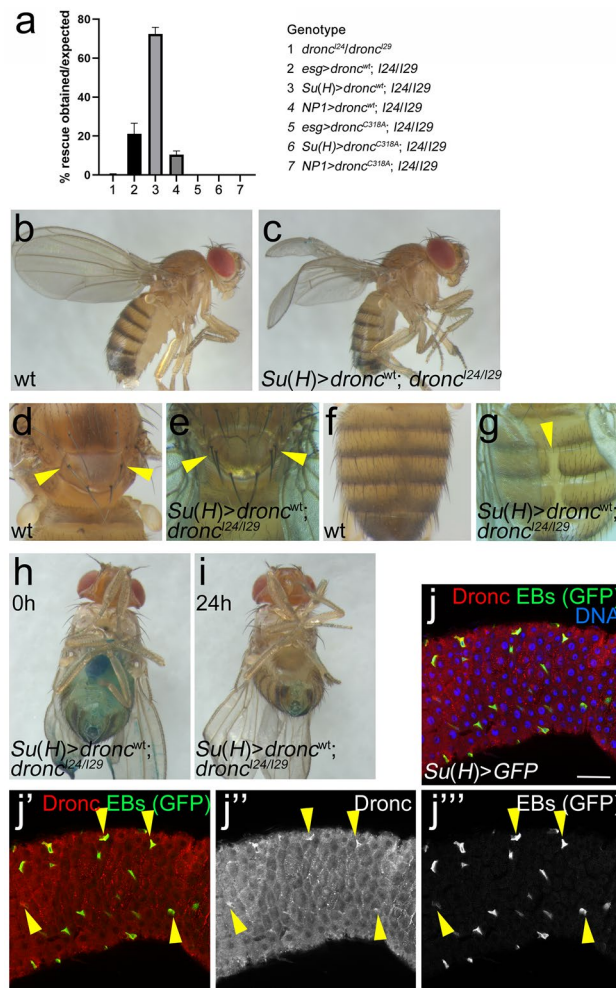 a
% rescue obtained/expected
80
60
40
20
0
1 2 3 4 5 6 7
Genotype
1 dronc^I24/dronc^I29
2 esg>dronc^wt; I24/I29
3 Su(H)>dronc^wt; I24/I29
4 NP1>dronc^wt; I24/I29
5 esg>dronc^C318A; I24/I29
6 Su(H)>dronc^C318A; I24/I29
7 NP1>dronc^C318A; I24/I29
b
wt
c
Su(H)>dronc^wt; dronc^I24/I29
d
wt
e
Su(H)>dronc^wt;
dronc^I24/I29
f
wt
g
Su(H)>dronc^wt;
dronc^I24/I29
h
0h
Su(H)>dronc^wt;
dronc^I24/I29
i
24h
Su(H)>dronc^wt;
dronc^I24/I29
j
Dronc EBs (GFP)
DNA
Su(H)>GFP
j'
Dronc EBs (GFP)
j''
Dronc
j'''
EBs (GFP)